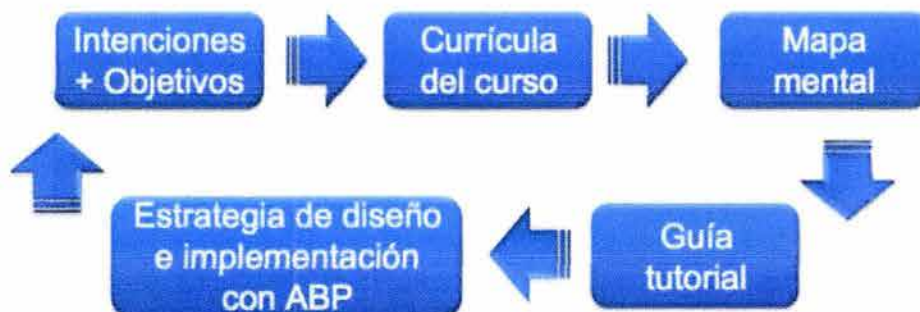 Intenciones
+ Objetivos
Currícula
del curso
Mapa
mental
Guía
tutorial
Estrategia de diseño
e implementación
con ABP